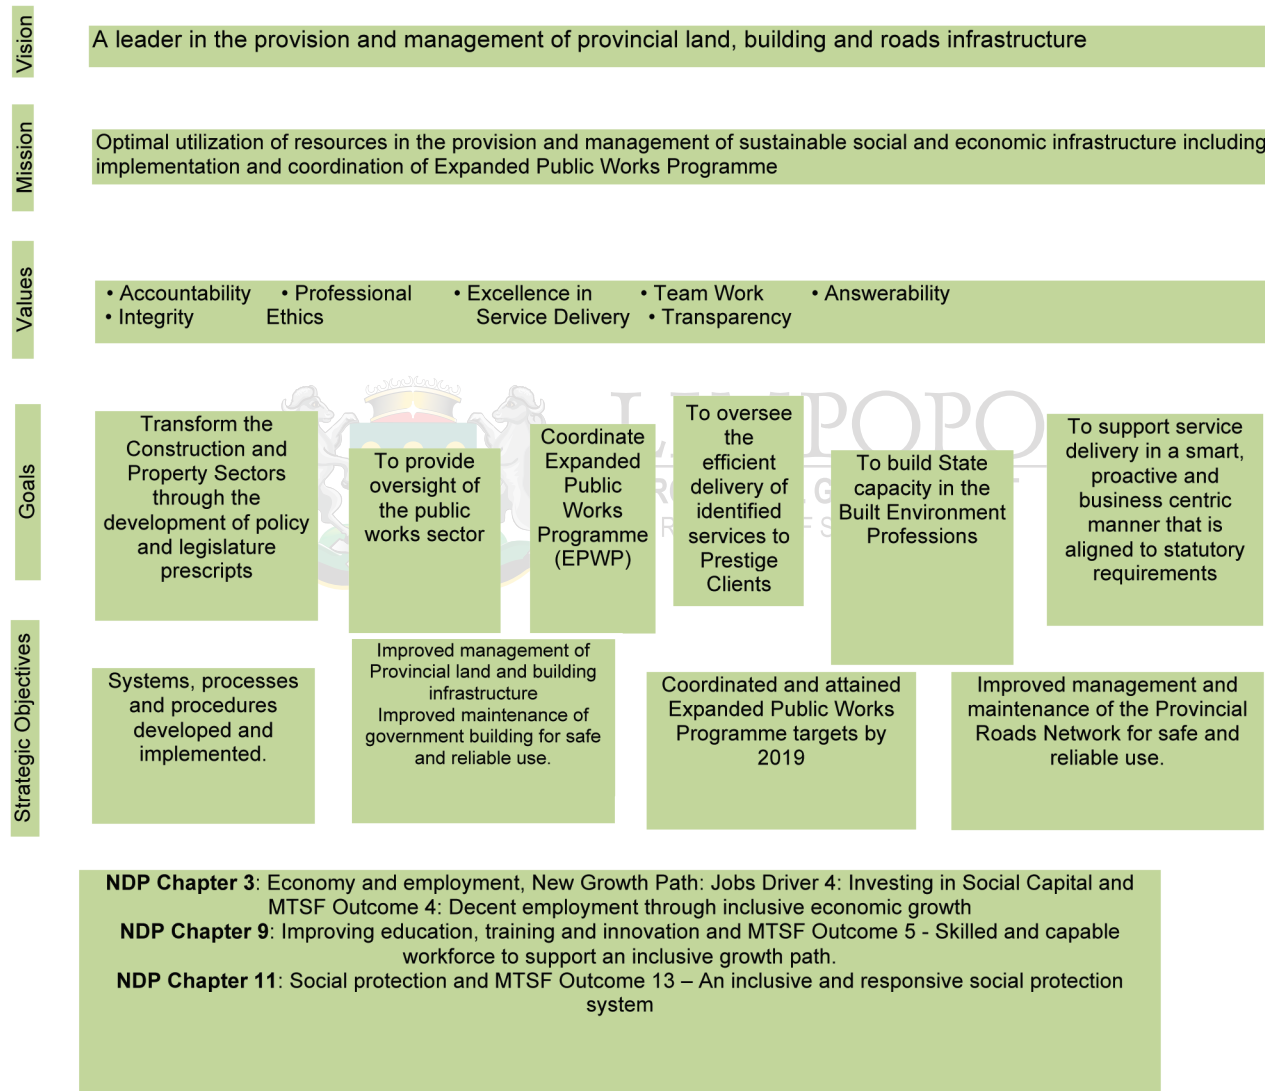 Vision
A leader in the provision and management of provincial land, building and roads infrastructure
Mission
Optimal utilization of resources in the provision and management of sustainable social and economic infrastructure including
implementation and coordination of Expanded Public Works Programme
Values
• Accountability • Professional • Excellence in • Team Work • Answerability
• Integrity Ethics Service Delivery • Transparency
LIMPOPO
Goals
Transform the
Construction and
Property Sectors
through the
development of policy
and legislature
prescripts
To provide
oversight of
the public
works sector
Coordinate
Expanded
Public
Works
Programme
(EPWP)
To oversee
the
efficient
delivery of
identified
services to
Prestige
Clients
To build State
capacity in the
Built Environment
Professions
To support service
delivery in a smart,
proactive and
business centric
manner that is
aligned to statutory
requirements
Strategic Objectives
Systems, processes
and procedures
developed and
implemented.
Improved management of
Provincial land and building
infrastructure
Improved maintenance of
government building for safe
and reliable use.
Coordinated and attained
Expanded Public Works
Programme targets by
2019
Improved management and
maintenance of the Provincial
Roads Network for safe and
reliable use.
NDP Chapter 3: Economy and employment, New Growth Path: Jobs Driver 4: Investing in Social Capital and
MTSF Outcome 4: Decent employment through inclusive economic growth
NDP Chapter 9: Improving education, training and innovation and MTSF Outcome 5 - Skilled and capable
workforce to support an inclusive growth path.
NDP Chapter 11: Social protection and MTSF Outcome 13 – An inclusive and responsive social protection
system